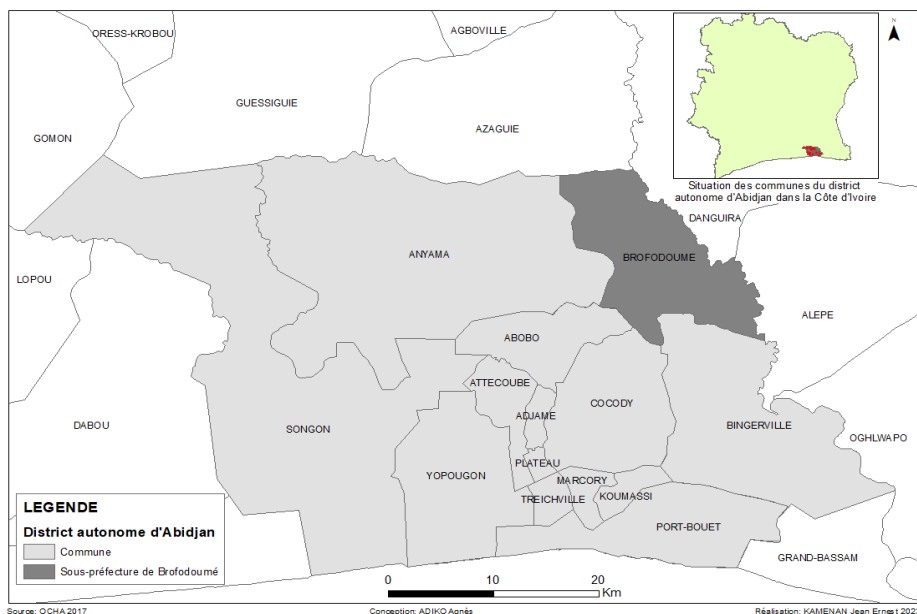 ORESS-KROBOU
AGBOVILLE
N
GUESSIGUIE
AZAGUIE
GOMON
Situation des communes du district
autonome d'Abidjan dans la Côte d'Ivoire
DANGUIRA
ANYAMA
BROFODOUME
LOPOU
ALEPE
ABOBO
ATTECOUBE
COCODY
ADJAME
DABOU
SONGON
BINGERVILLE
OGHLWAPO
PLATEAU
YOPOUGON
MARCORY
TREICHVILLE
KOUMASSI
PORT-BOUET
GRAND-BASSAM
LEGENDE
District autonome d'Abidjan
Commune
Sous-préfecture de Brofodoumé
0 10 20
Km
Source: OCHA 2017 Conception: ADIKO Agnès Réalisation: KAMENAN Jean Ernest